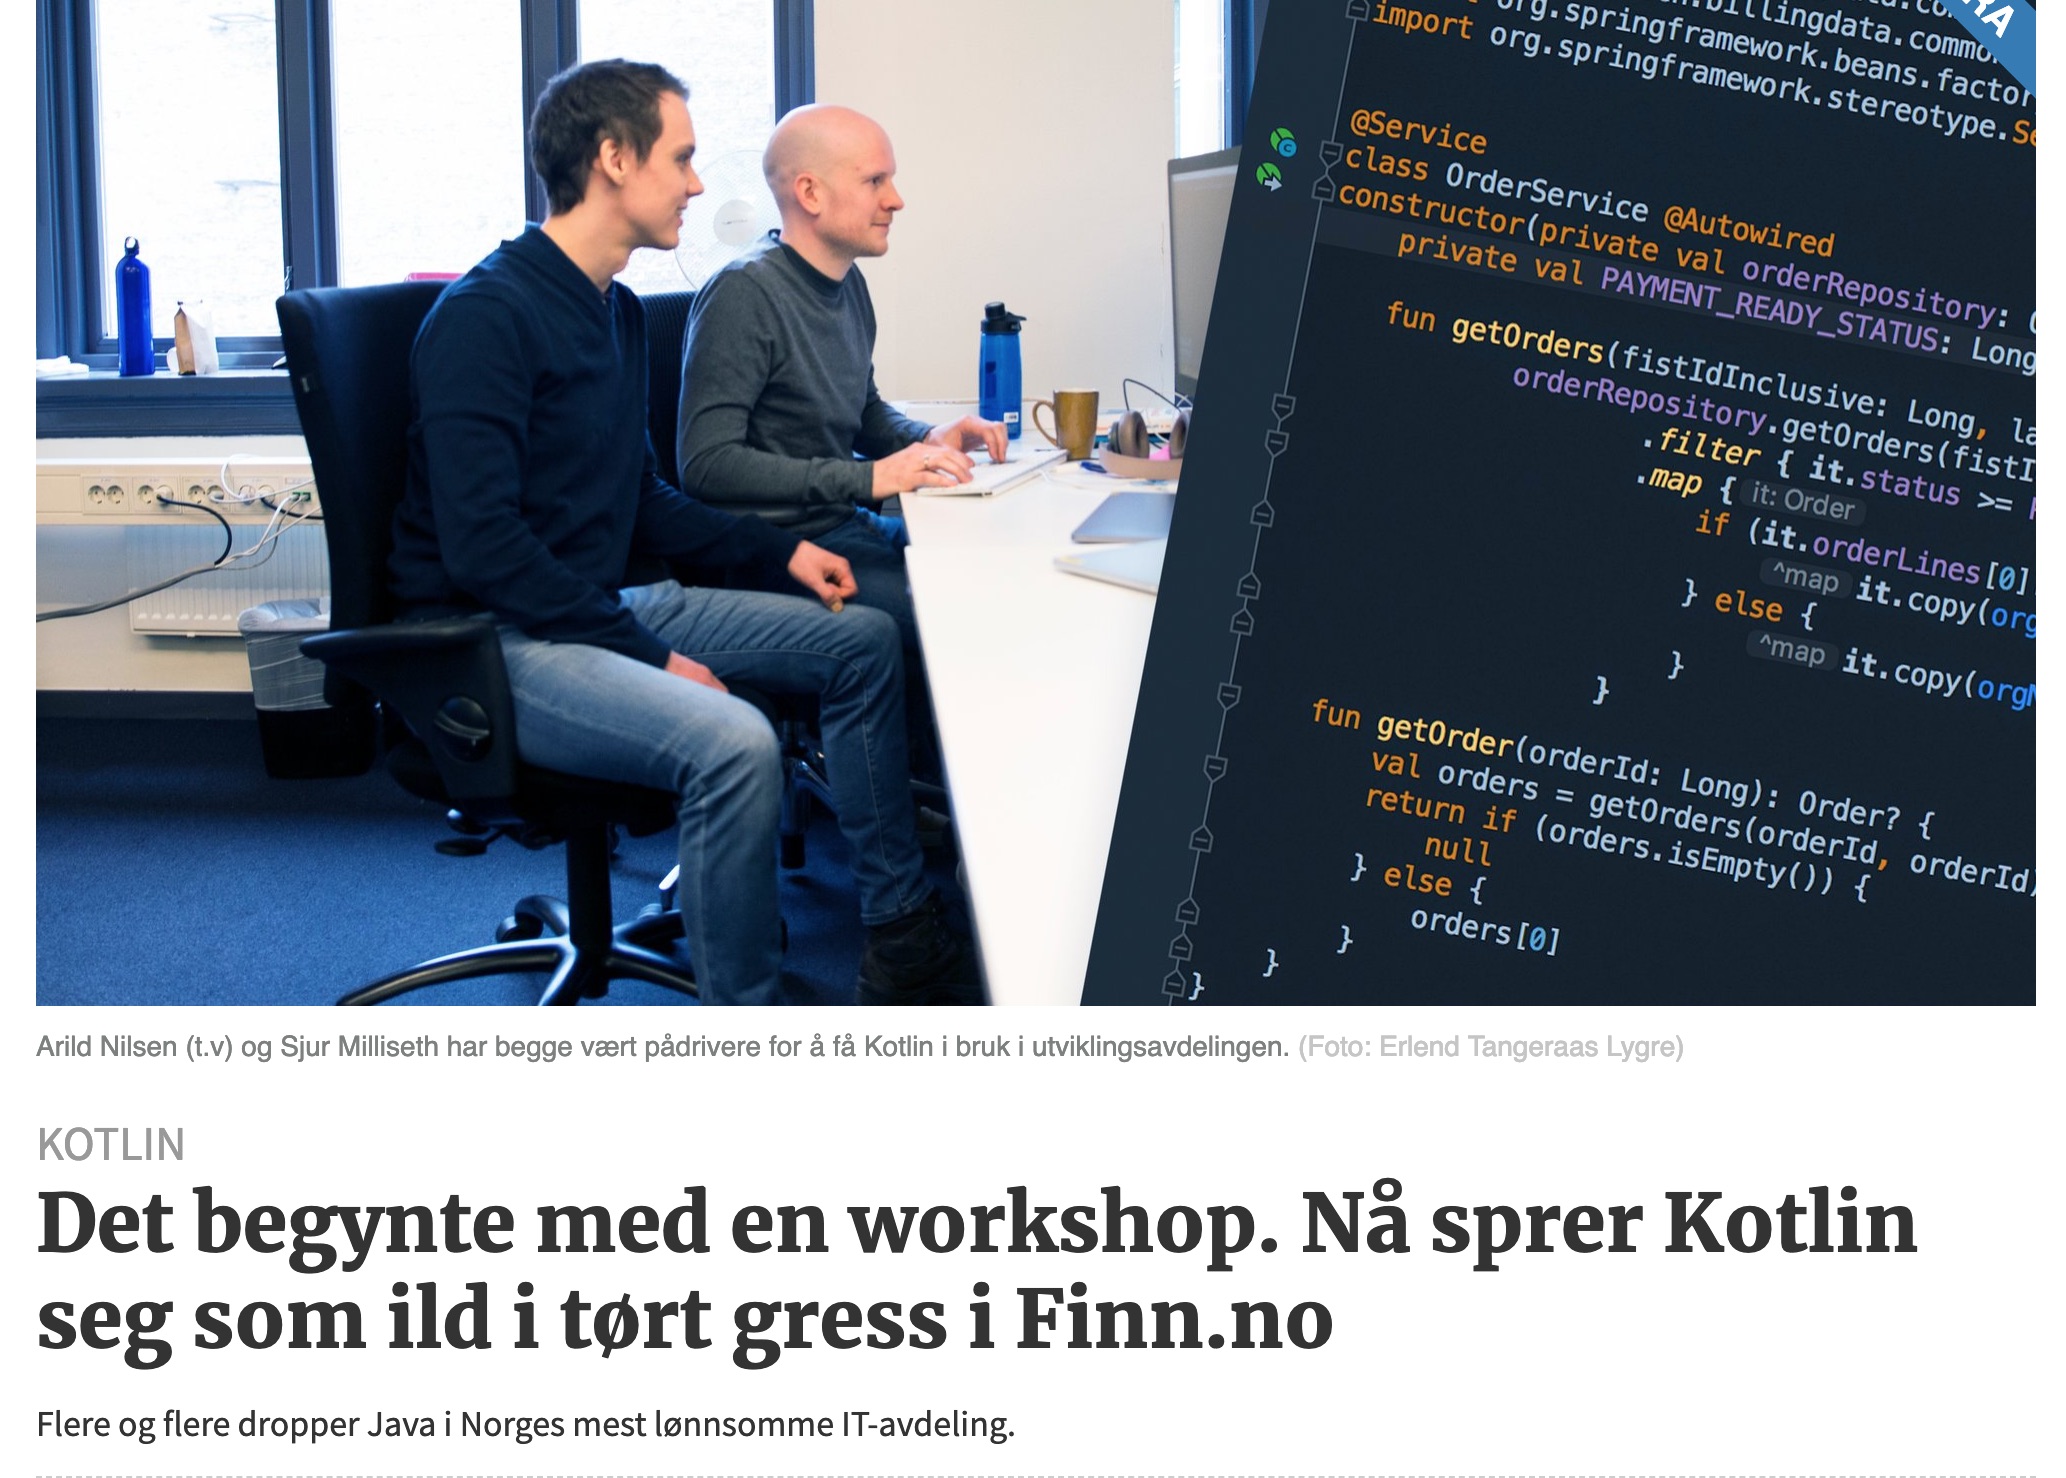 import org.springframework.beans.factor
org.springframework.stereotype.Se
@Service
class OrderService @Autowired
constructor(private val orderRepository:
private val PAYMENT_READY_STATUS: Long
fun getOrders(fistIdInclusive: Long, la
orderRepository.getOrders(fistI
.filter { it.status >=
.map { it: Order
if (it.orderLines[0]
^map it.copy(org
} else {
^map it.copy(orgN
}
}
fun getOrder(orderId: Long): Order? {
val orders = getOrders(orderId, orderId)
return if (orders.isEmpty()) {
null
} else {
orders[0]
}
}
}
Arild Nilsen (t.v) og Sjur Milliseth har begge vært pådrivere for å få Kotlin i bruk i utviklingsavdelingen. (Foto: Erlend Tangeraas Lygre)
KOTLIN
Det begynte med en workshop. Nå sprer Kotlin
seg som ild i tørt gress i Finn.no
Flere og flere dropper Java i Norges mest lønnsomme IT-avdeling.